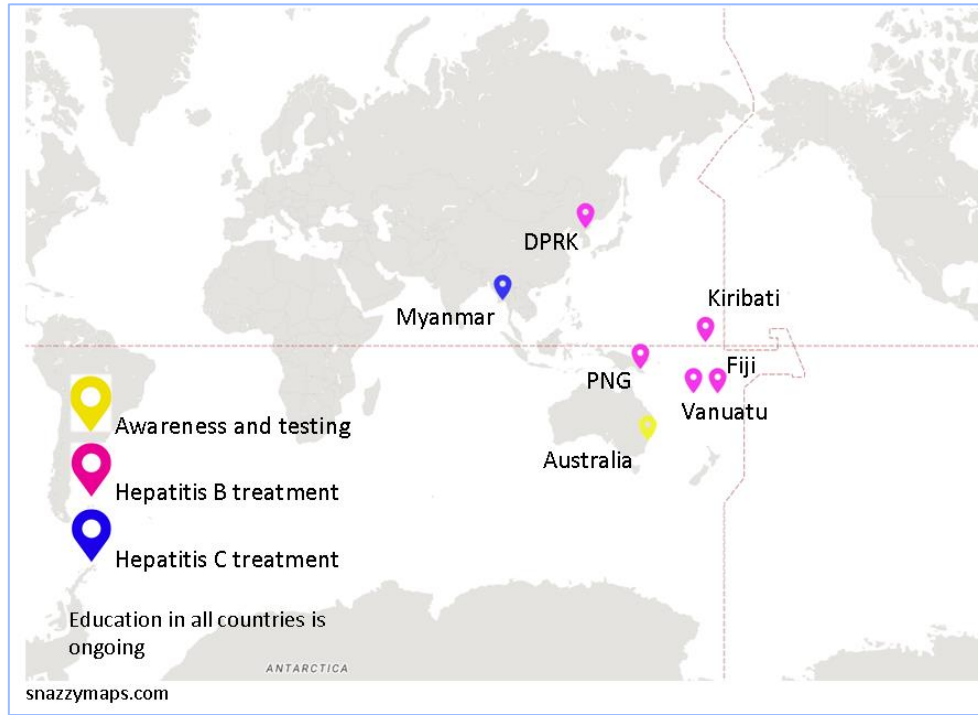 DPRK
Myanmar
Kiribati
PNG
Fiji
Vanuatu
Australia
Awareness and testing
Hepatitis B treatment
Hepatitis C treatment
Education in all countries is
ongoing
ANTARCTICA
snazzymaps.com